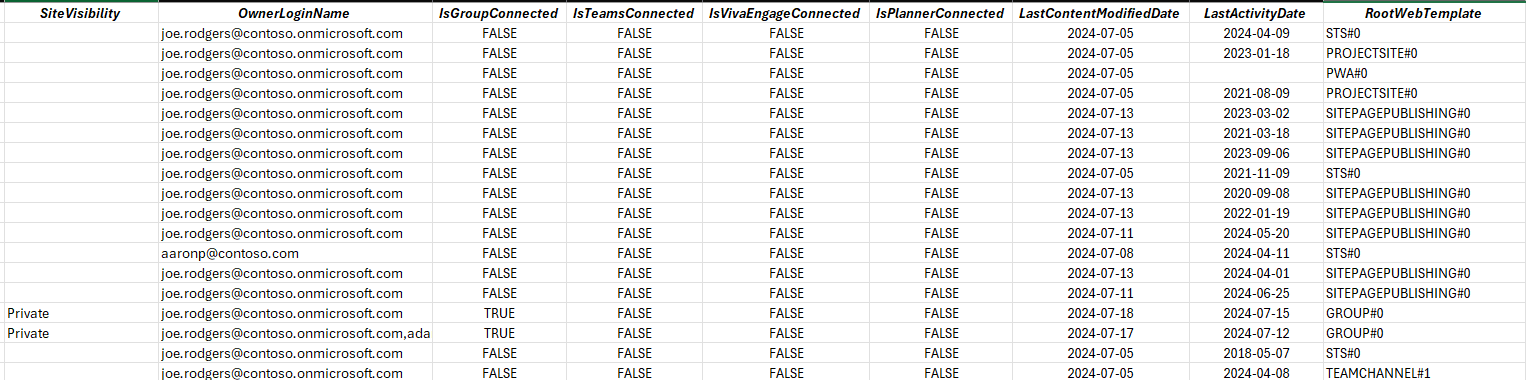 SiteVisibility OwnerLoginName IsGroupConnected IsTeamsConnected IsVivaEngageConnected IsPlannerConnected LastContentModifiedDate LastActivityDate RootWebTemplate
joe.rodgers@contoso.onmicrosoft.com FALSE FALSE FALSE FALSE 2024-07-05 2024-04-09 STS#0
joe.rodgers@contoso.onmicrosoft.com FALSE FALSE FALSE FALSE 2024-07-05 2023-01-18 PROJECTSITE#0
joe.rodgers@contoso.onmicrosoft.com FALSE FALSE FALSE FALSE 2024-07-05 PWA#0
joe.rodgers@contoso.onmicrosoft.com FALSE FALSE FALSE FALSE 2024-07-05 2021-08-09 PROJECTSITE#0
joe.rodgers@contoso.onmicrosoft.com FALSE FALSE FALSE FALSE 2024-07-13 2023-03-02 SITEPAGEPUBLISHING#0
joe.rodgers@contoso.onmicrosoft.com FALSE FALSE FALSE FALSE 2024-07-13 2021-03-18 SITEPAGEPUBLISHING#0
joe.rodgers@contoso.onmicrosoft.com FALSE FALSE FALSE FALSE 2024-07-13 2023-09-06 SITEPAGEPUBLISHING#0
joe.rodgers@contoso.onmicrosoft.com FALSE FALSE FALSE FALSE 2024-07-05 2021-11-09 STS#0
joe.rodgers@contoso.onmicrosoft.com FALSE FALSE FALSE FALSE 2024-07-13 2020-09-08 SITEPAGEPUBLISHING#0
joe.rodgers@contoso.onmicrosoft.com FALSE FALSE FALSE FALSE 2024-07-13 2022-01-19 SITEPAGEPUBLISHING#0
joe.rodgers@contoso.onmicrosoft.com FALSE FALSE FALSE FALSE 2024-07-11 2024-05-20 SITEPAGEPUBLISHING#0
aaronp@contoso.com FALSE FALSE FALSE FALSE 2024-07-08 2024-04-11 STS#0
joe.rodgers@contoso.onmicrosoft.com FALSE FALSE FALSE FALSE 2024-07-13 2024-04-01 SITEPAGEPUBLISHING#0
joe.rodgers@contoso.onmicrosoft.com FALSE FALSE FALSE FALSE 2024-07-11 2024-06-25 SITEPAGEPUBLISHING#0
Private joe.rodgers@contoso.onmicrosoft.com TRUE FALSE FALSE FALSE 2024-07-18 2024-07-15 GROUP#0
Private joe.rodgers@contoso.onmicrosoft.com,ada TRUE FALSE FALSE FALSE 2024-07-17 2024-07-12 GROUP#0
joe.rodgers@contoso.onmicrosoft.com FALSE FALSE FALSE FALSE 2024-07-05 2018-05-07 STS#0
joe.rodgers@contoso.onmicrosoft.com FALSE FALSE FALSE FALSE 2024-07-05 2024-04-08 TEAMCHANNEL#1